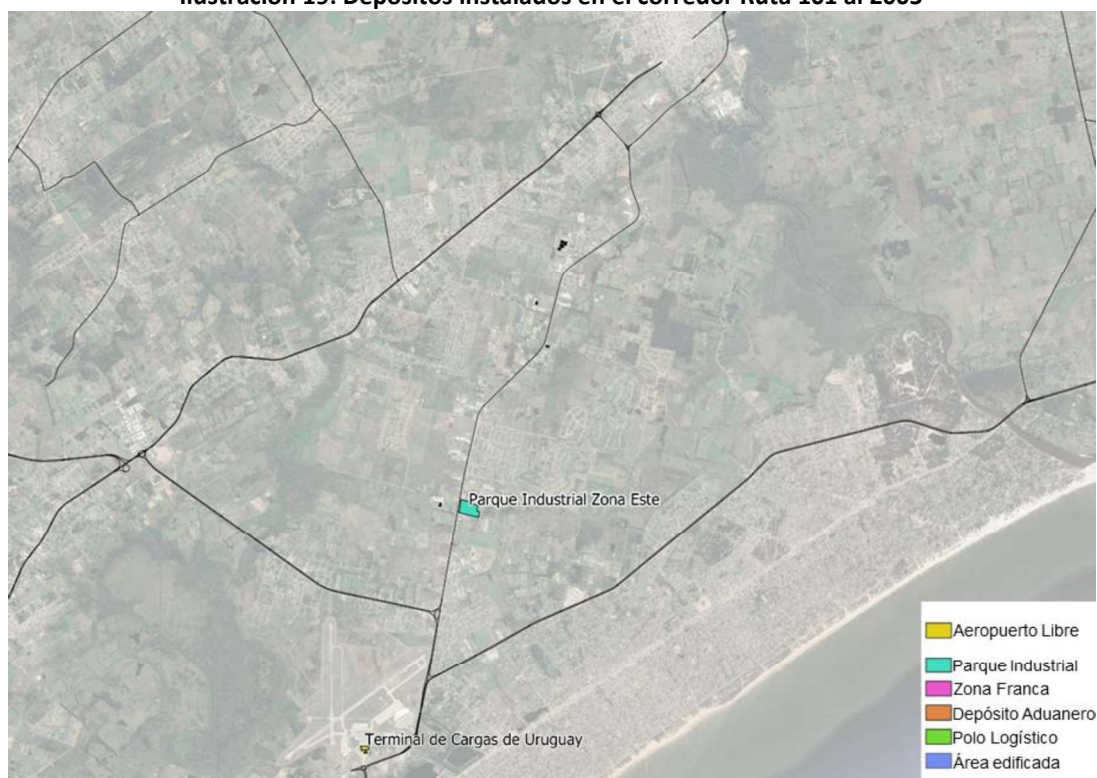 Ilustración 19: Depósitos instalados en el corredor Ruta 101 al 2005
Parque Industrial Zona Este
Terminal de Cargas de Uruguay
Aeropuerto Libre
Parque Industrial
Zona Franca
Depósito Aduanero
Polo Logístico
Área edificada